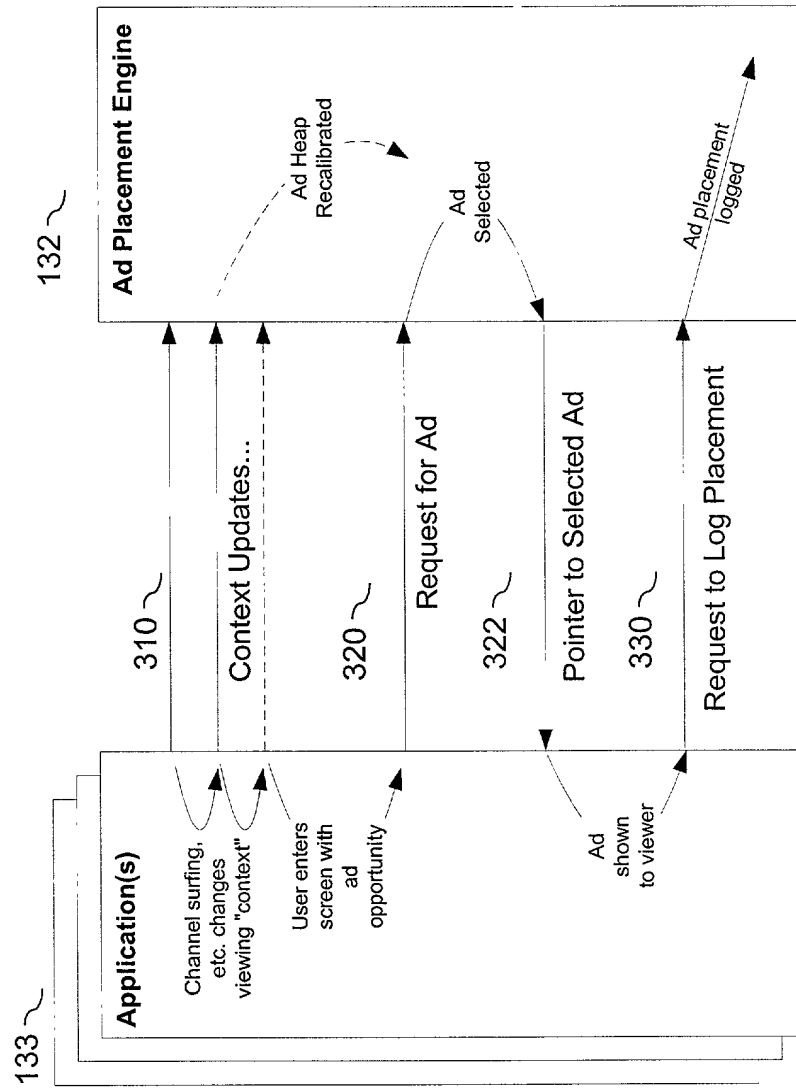 133
Application(s)
Channel surfing,
etc. changes
viewing "context"
User enters
screen with
ad
opportunity
Ad
shown
to viewer
310
Context Updates...
320
Request for Ad
322
Pointer to Selected Ad
330
Request to Log Placement
132
Ad Placement Engine
Ad Heap
Recalibrated
Ad
Selected
Ad placement
logged